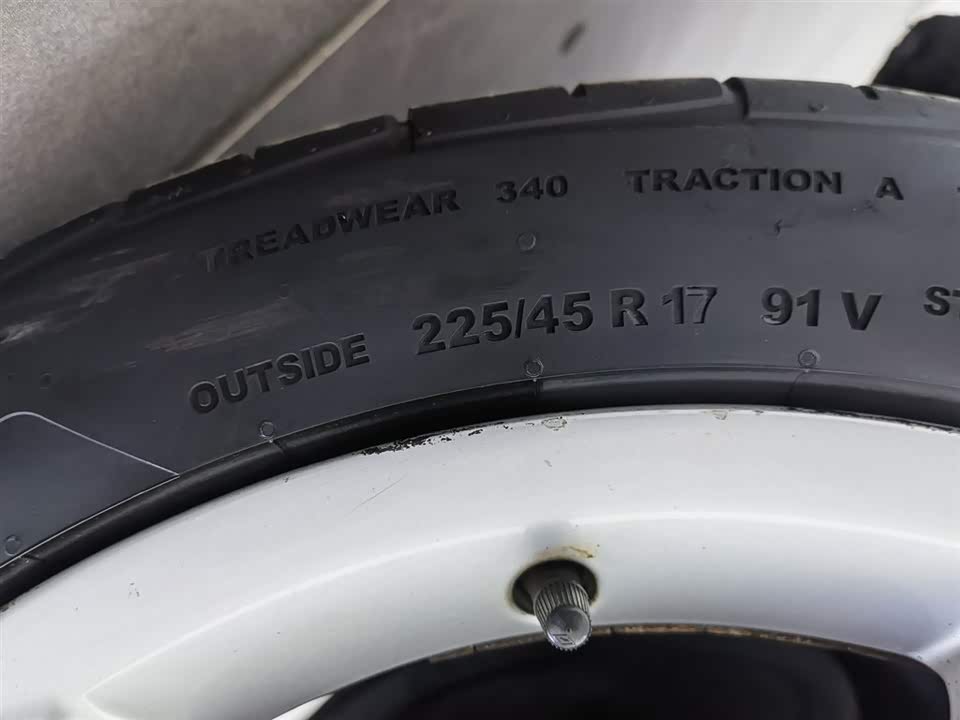 TREADWEAR 340 TRACTION A
OUTSIDE 225/45 R 17 91 V